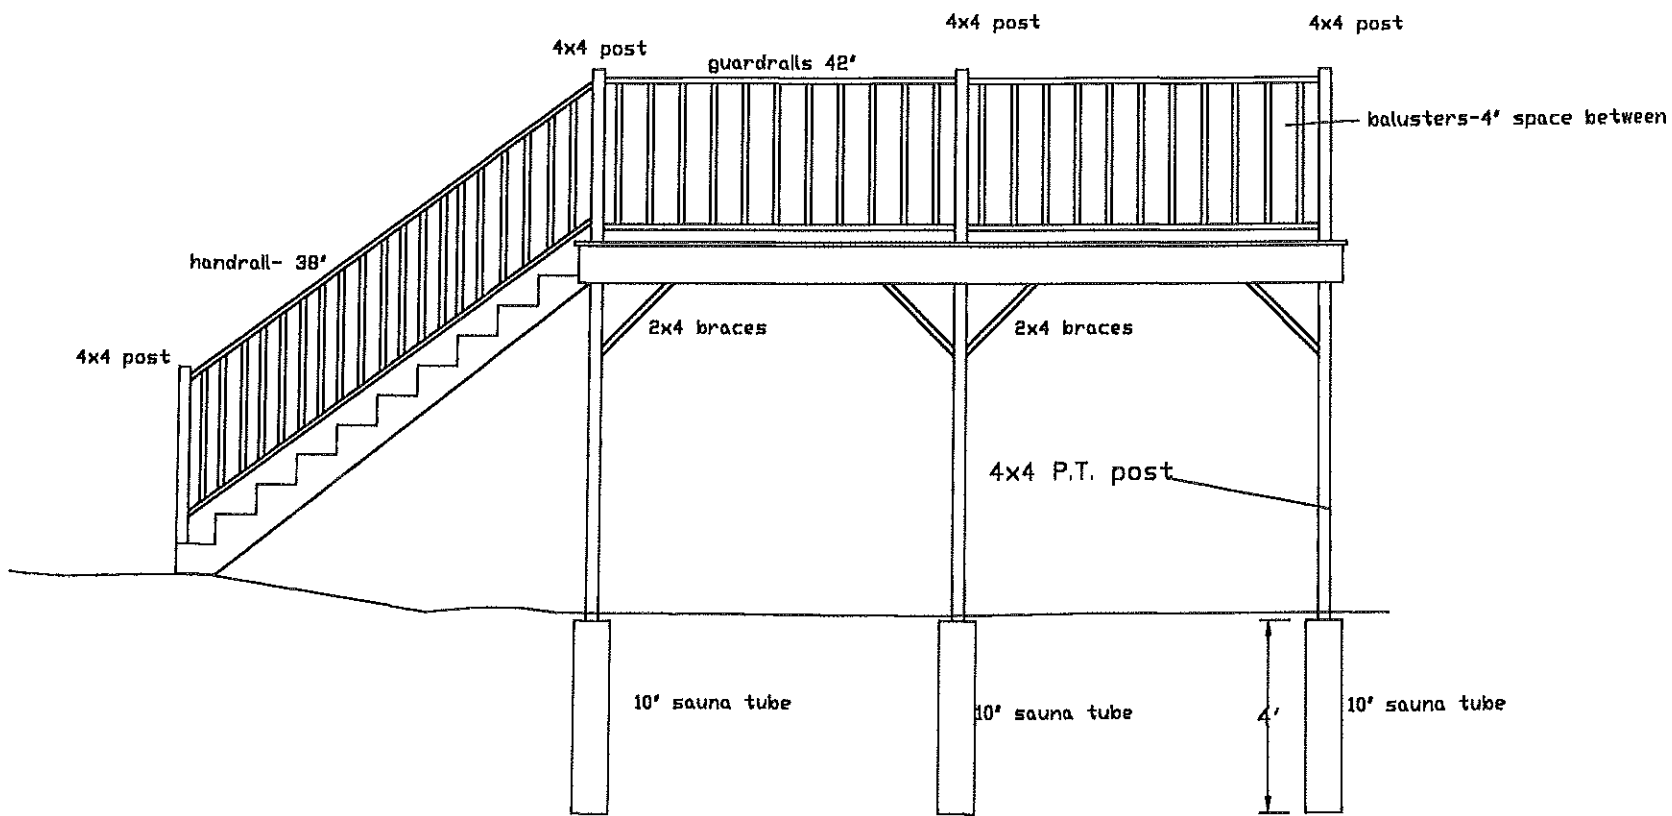 4x4 post
4x4 post
4x4 post
guardrails 42"
balusters-4" space between
handrail- 38"
2x4 braces
2x4 braces
4x4 post
4x4 P.T. post
10" sauna tube
10" sauna tube
4'
10" sauna tube